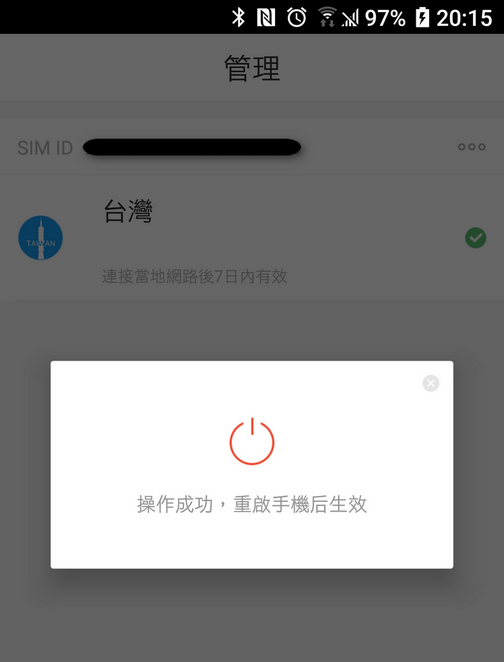 97% 20:15
管理
SIM ID
台灣
TAIWAN
連接當地網路後7日內有效
操作成功，重啟手機后生效